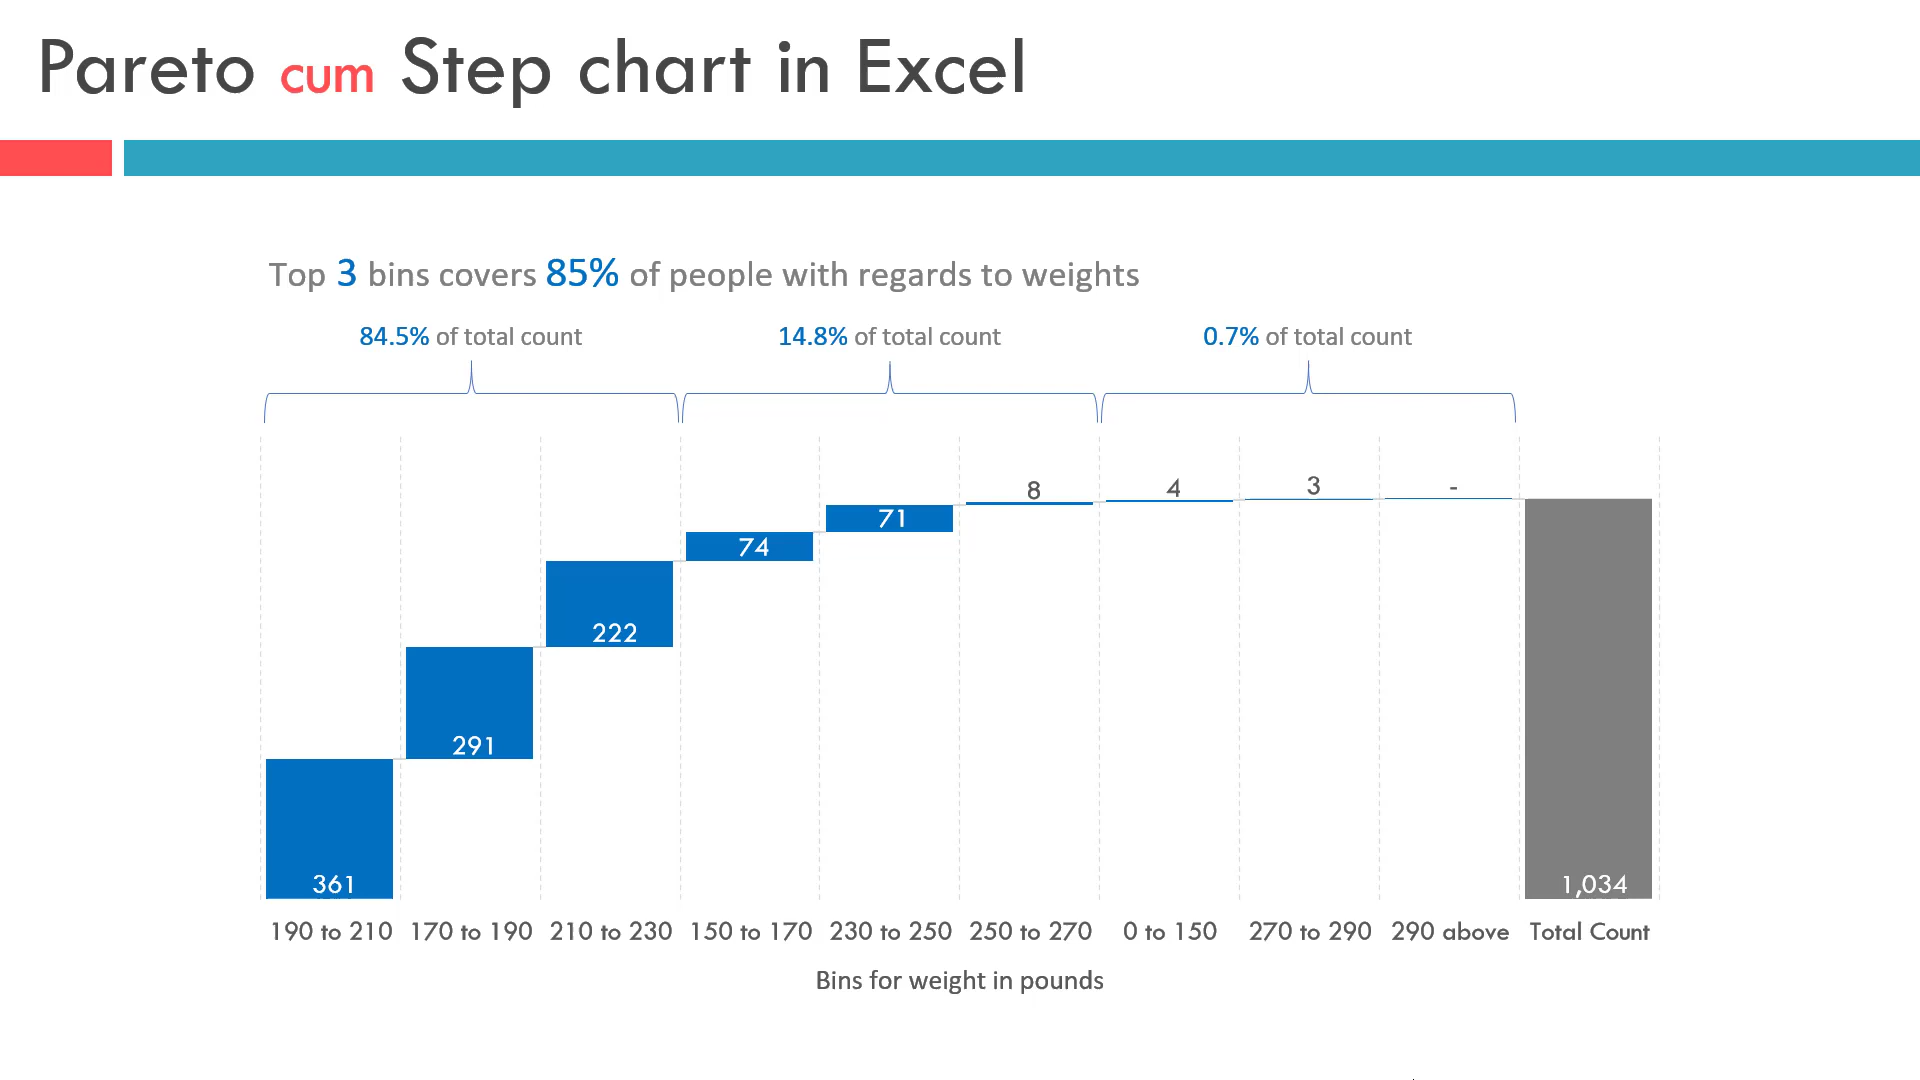 Pareto cum Step chart in Excel
Top 3 bins covers 85% of people with regards to weights
84.5% of total count 14.8% of total count 0.7% of total count
8 4 3 -
71
74
222
291
361 1,034
190 to 210 170 to 190 210 to 230 150 to 170 230 to 250 250 to 270 0 to 150 270 to 290 290 above Total Count
Bins for weight in pounds